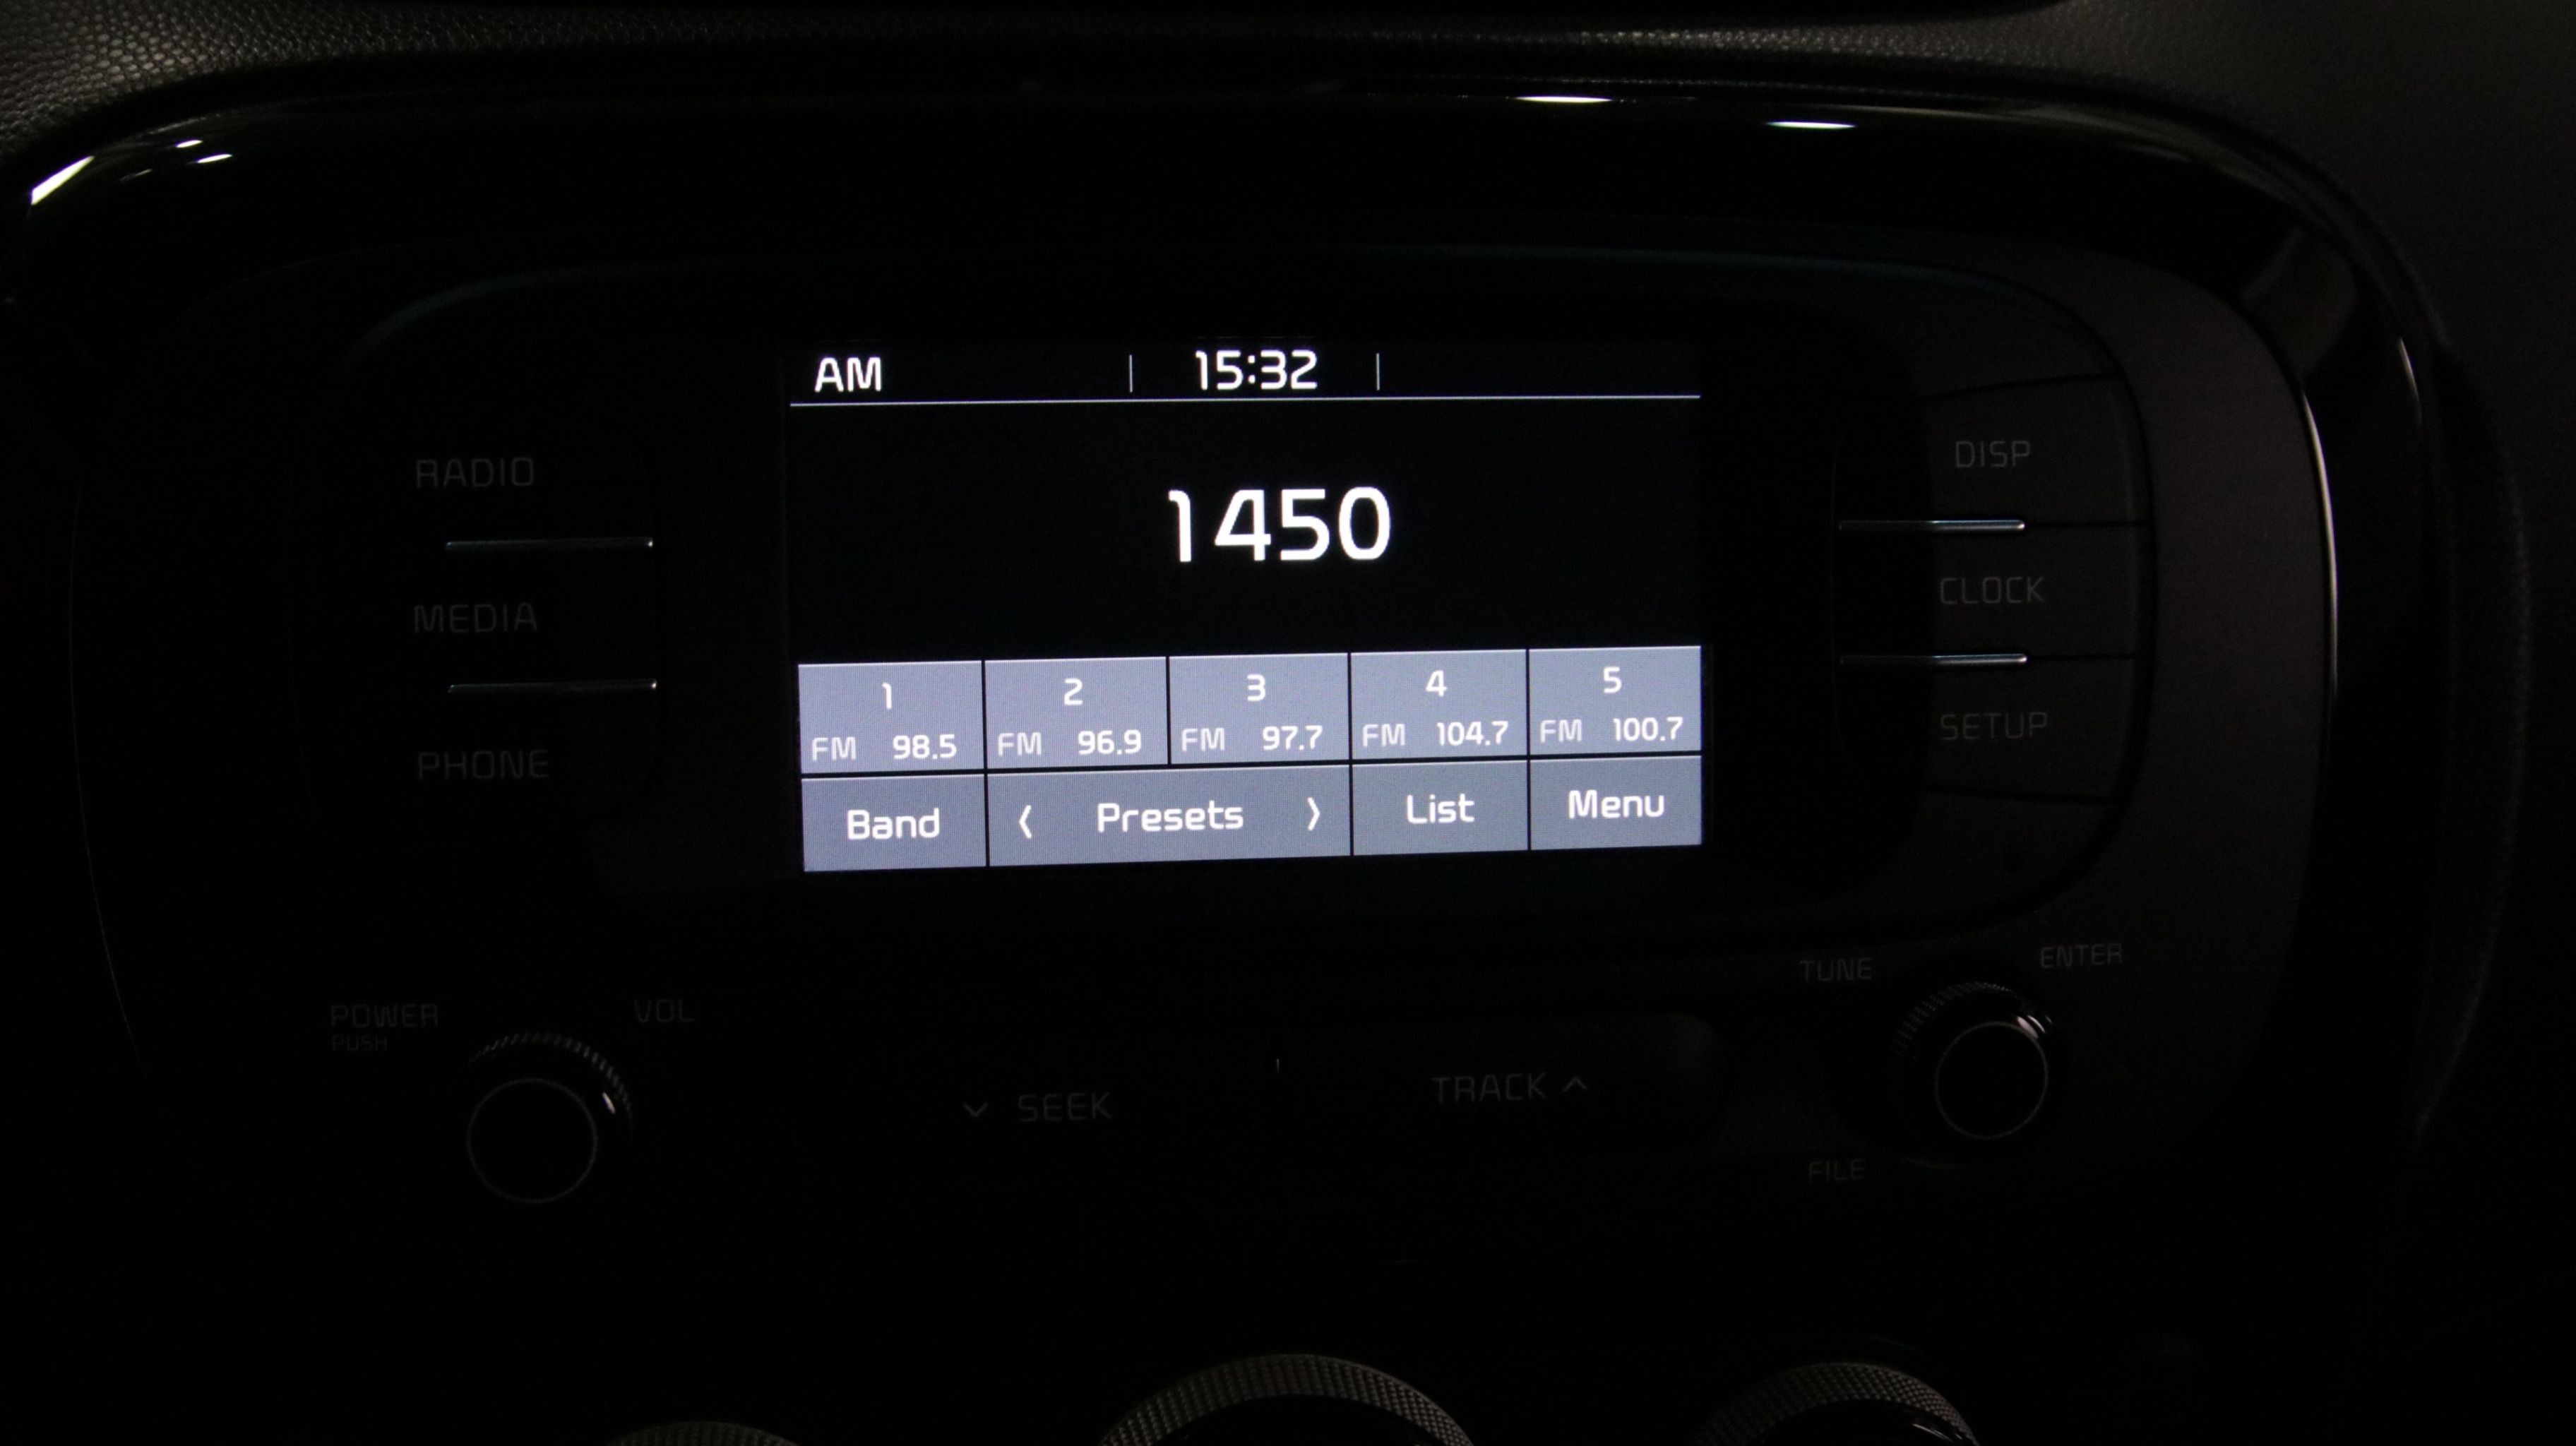 AM 15:32
1450
RADIO
MEDIA
PHONE
DISP
CLOCK
SETUP
1 2 3 4 5
FM 98.5 FM 96.9 FM 97.7 FM 104.7 FM 100.7
Band < Presets > List Menu
POWER
PUSH
VOL
SEEK
TRACK
TUNE
ENTER
FILE